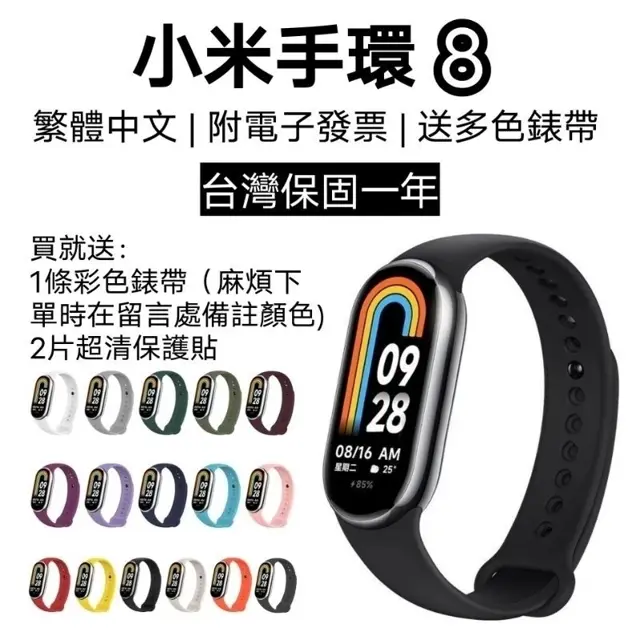 小米手環 8
繁體中文 | 附電子發票 | 送多色錶帶
台灣保固一年
買就送：
1條彩色錶帶（麻煩下
單時在留言處備註顏色)
2片超清保護貼
09
28
08/16 AM
星期二 25°
85%